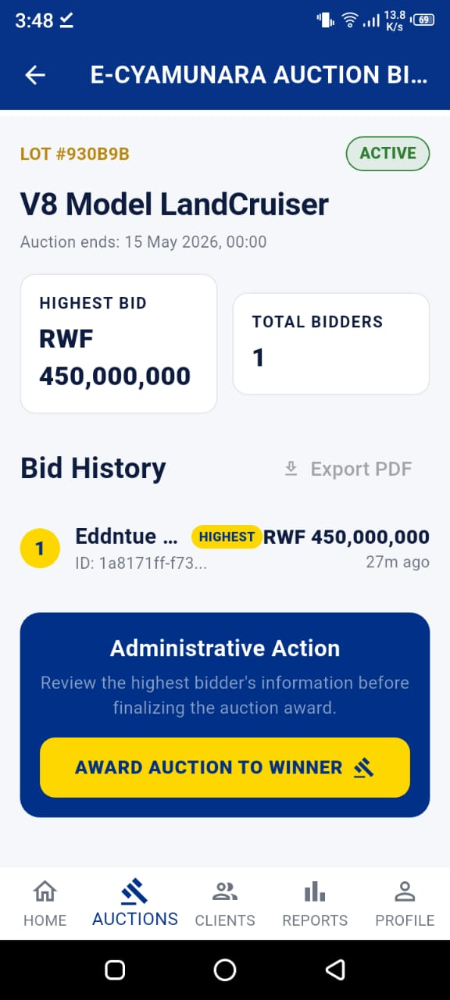 3:48
13.8
K/s
69
E-CYAMUNARA AUCTION BI...
LOT #930B9B
ACTIVE
V8 Model LandCruiser
Auction ends: 15 May 2026, 00:00
HIGHEST BID
RWF
450,000,000
TOTAL BIDDERS
1
Bid History
Export PDF
1
Eddntue ...
HIGHEST
RWF 450,000,000
ID: 1a8171ff-f73...
27m ago
Administrative Action
Review the highest bidder's information before
finalizing the auction award.
AWARD AUCTION TO WINNER
HOME
AUCTIONS
CLIENTS
REPORTS
PROFILE